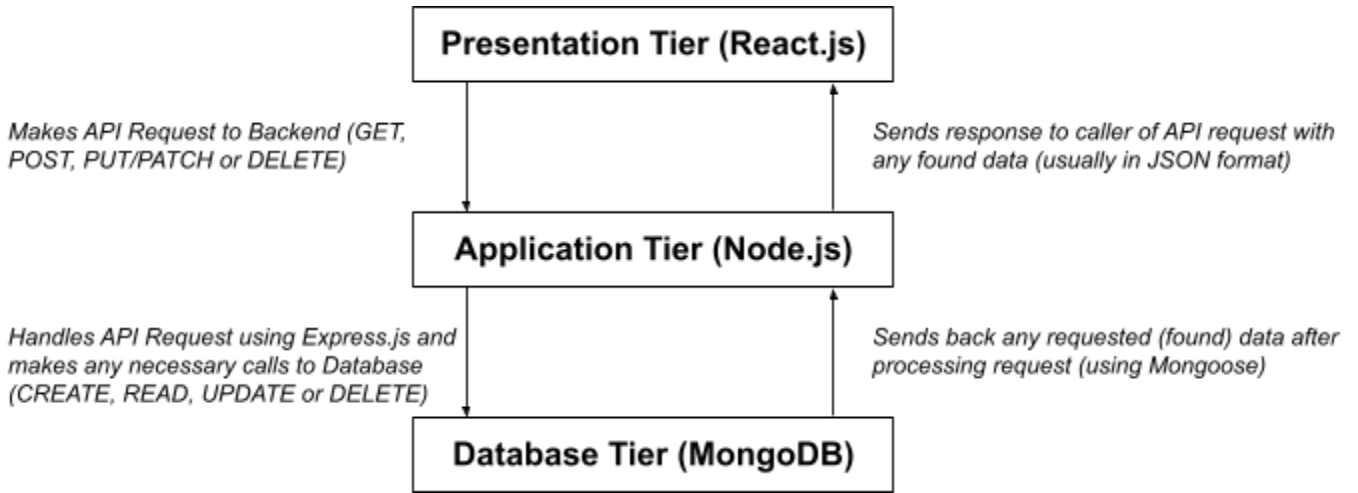 Presentation Tier (React.js)
Makes API Request to Backend (GET,
POST, PUT/PATCH or DELETE)
Sends response to caller of API request with
any found data (usually in JSON format)
Application Tier (Node.js)
Handles API Request using Express.js and
makes any necessary calls to Database
(CREATE, READ, UPDATE or DELETE)
Sends back any requested (found) data after
processing request (using Mongoose)
Database Tier (MongoDB)